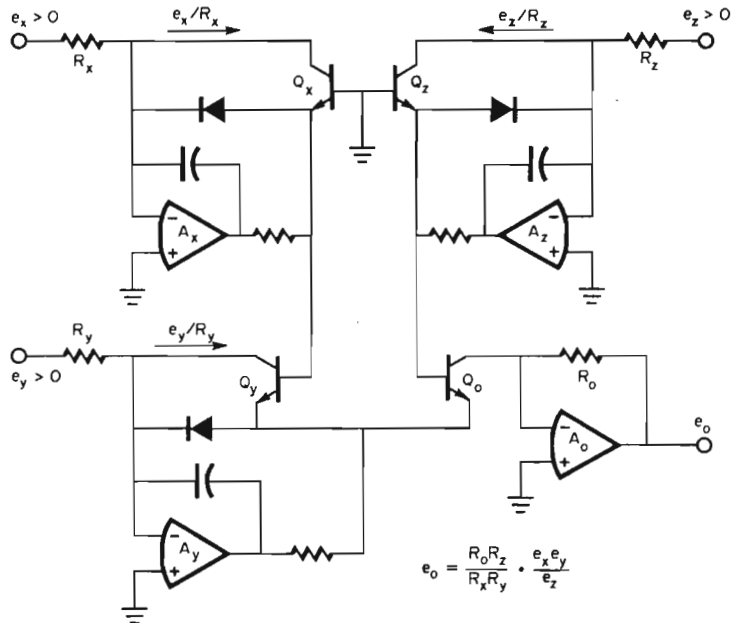 e_x > 0
e_x/R_x
e_z/R_z
e_z > 0
R_x
R_z
Q_x
Q_z
−
A_x
+
−
A_z
+
R_y
e_y/R_y
e_y > 0
Q_y
Q_o
R_o
−
A_o
+
e_o
−
A_y
+
e_o = R_oR_z/R_xR_y · e_xe_y/e_z